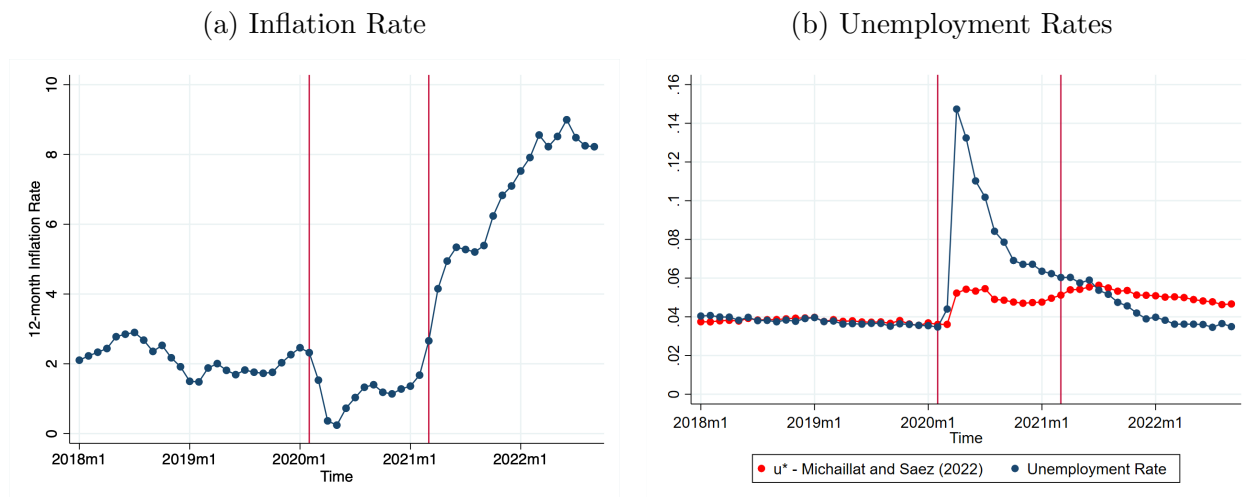 (a) Inflation Rate
12-month Inflation Rate
10
8
6
4
2
0
2018m1 2019m1 2020m1 2021m1 2022m1
Time
(b) Unemployment Rates
.16
.14
.12
.1
.08
.06
.04
.02
0
2018m1 2019m1 2020m1 2021m1 2022m1
Time
u* - Michaillat and Saez (2022) Unemployment Rate